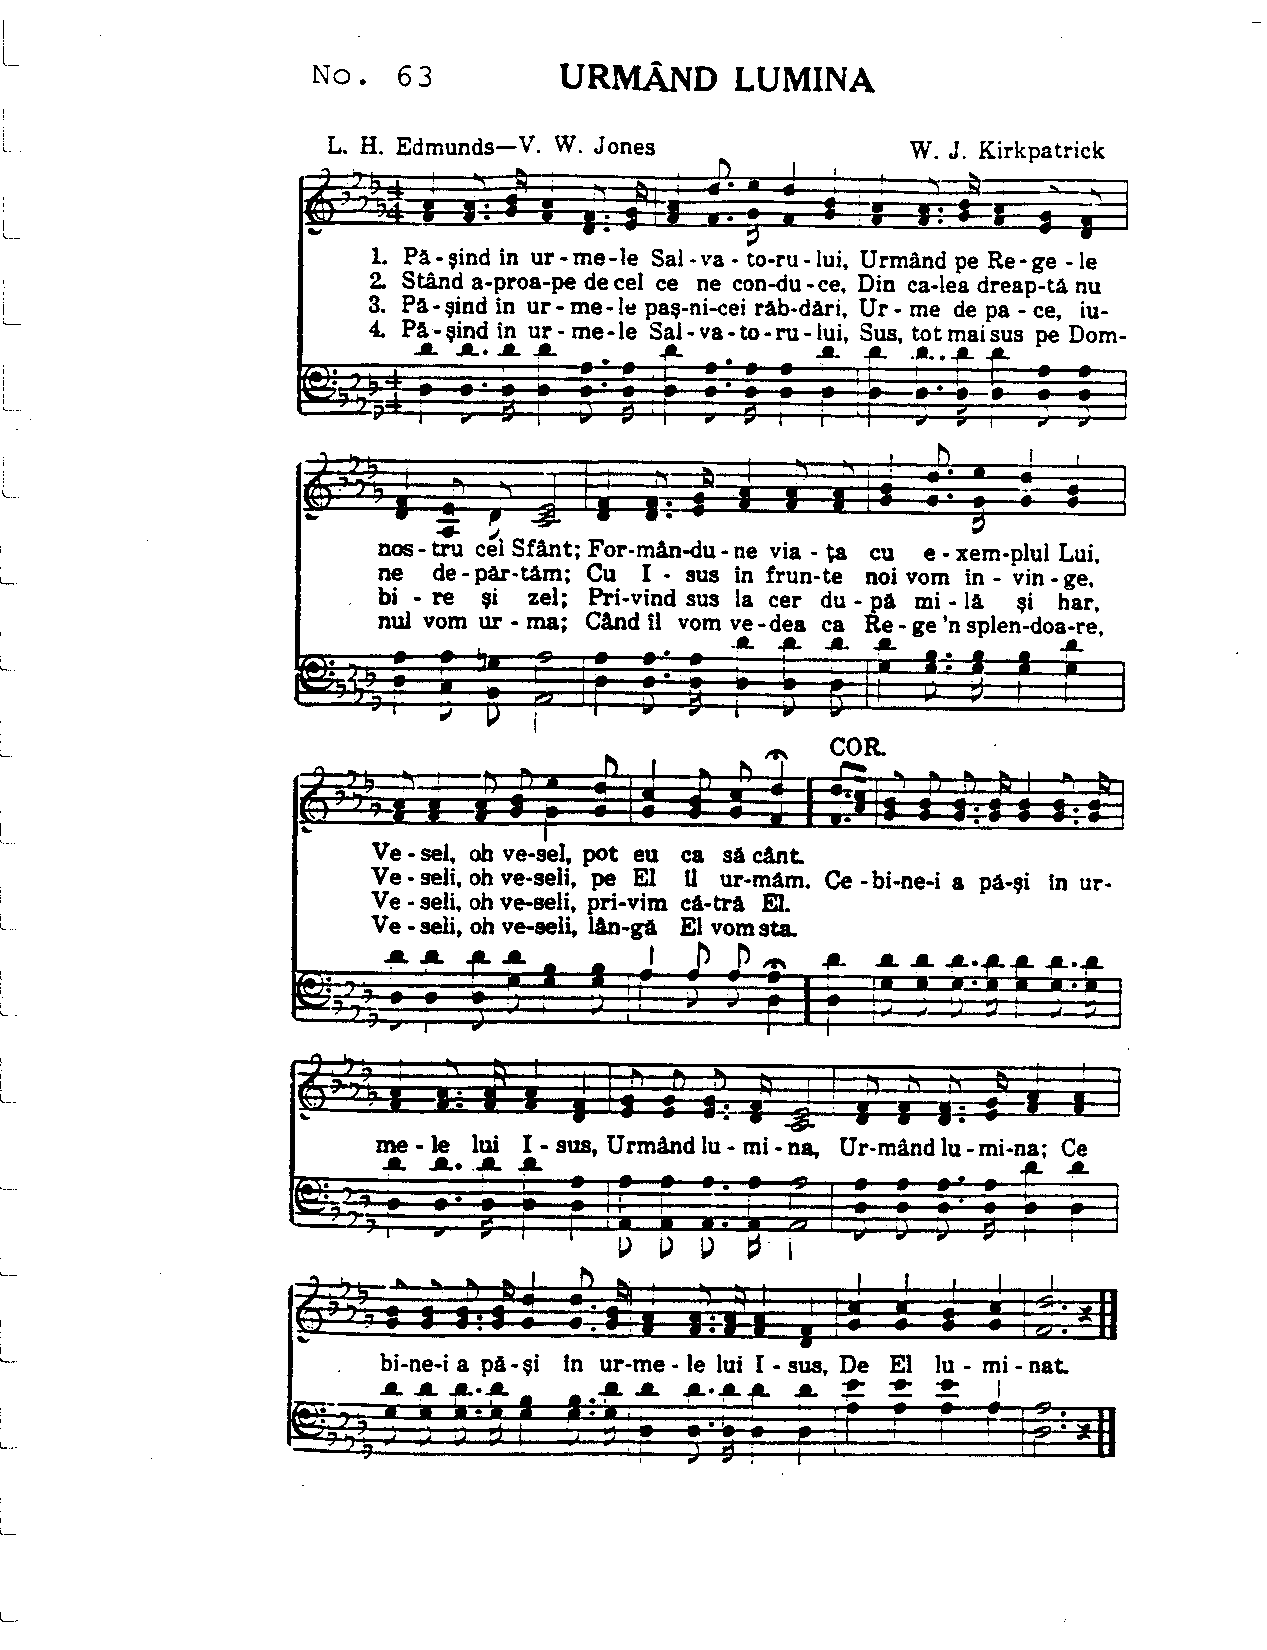 No. 63 URMÂND LUMINA
L. H. Edmunds—V. W. Jones W. J. Kirkpatrick
1. Pă-şind in ur-me-le Sal-va-to-ru-lui, Urmând pe Re-ge-le
2. Stând a-proa-pe de cel ce ne con-du-ce, Din ca-lea dreap-tă nu
3. Pă-şind in ur-me-le paş-ni-cei răb-dări, Ur-me de pa-ce, iu-
4. Pă-şind in ur-me-le Sal-va-to-ru-lui, Sus, tot mai sus pe Dom-
nos-tru cel Sfânt; For-mân-du-ne via-ţa cu e-xem-plul Lui,
ne de-păr-tăm; Cu I-sus in frun-te noi vom in-vin-ge,
bi-re şi zel; Pri-vind sus la cer du-pă mi-lă şi har,
nul vom ur-ma; Când îl vom ve-dea ca Re-ge'n splen-doa-re,
COR.
Ve-sel, oh ve-sel, pot eu ca să cânt.
Ve-seli, oh ve-seli, pe El îl ur-măm. Ce-bi-ne-i a pă-şi in ur-
Ve-seli, oh ve-seli, pri-vim că-tră El.
Ve-seli, oh ve-seli, lân-gă El vom sta.
me-le lui I-sus, Urmând lu-mi-na, Ur-mând lu-mi-na; Ce
bi-ne-i a pă-şi in ur-me-le lui I-sus, De El lu-mi-nat.